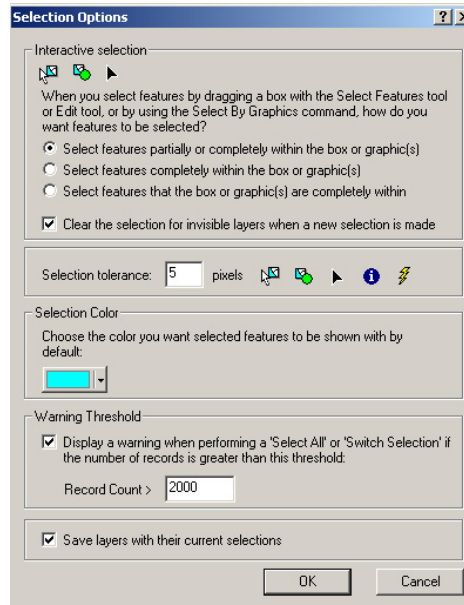 Selection Options
? X
Interactive selection
When you select features by dragging a box with the Select Features tool
or Edit tool, or by using the Select By Graphics command, how do you
want features to be selected?
Select features partially or completely within the box or graphic(s)
Select features completely within the box or graphic(s)
Select features that the box or graphic(s) are completely within
Clear the selection for invisible layers when a new selection is made
Selection tolerance: 5 pixels
Selection Color
Choose the color you want selected features to be shown with by
default:
Warning Threshold
Display a warning when performing a 'Select All' or 'Switch Selection' if
the number of records is greater than this threshold:
Record Count > 2000
Save layers with their current selections
OK Cancel